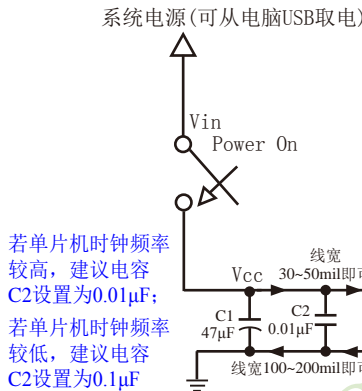 系统电源(可从电脑USB取电)
Vin
Power On
若单片机时钟频率
较高，建议电容
C2设置为0.01μF；
若单片机时钟频率
较低，建议电容
C2设置为0.1μF
Vcc
线宽
30~50mil即可
C1
47μF
C2
0.01μF
线宽100~200mil即可